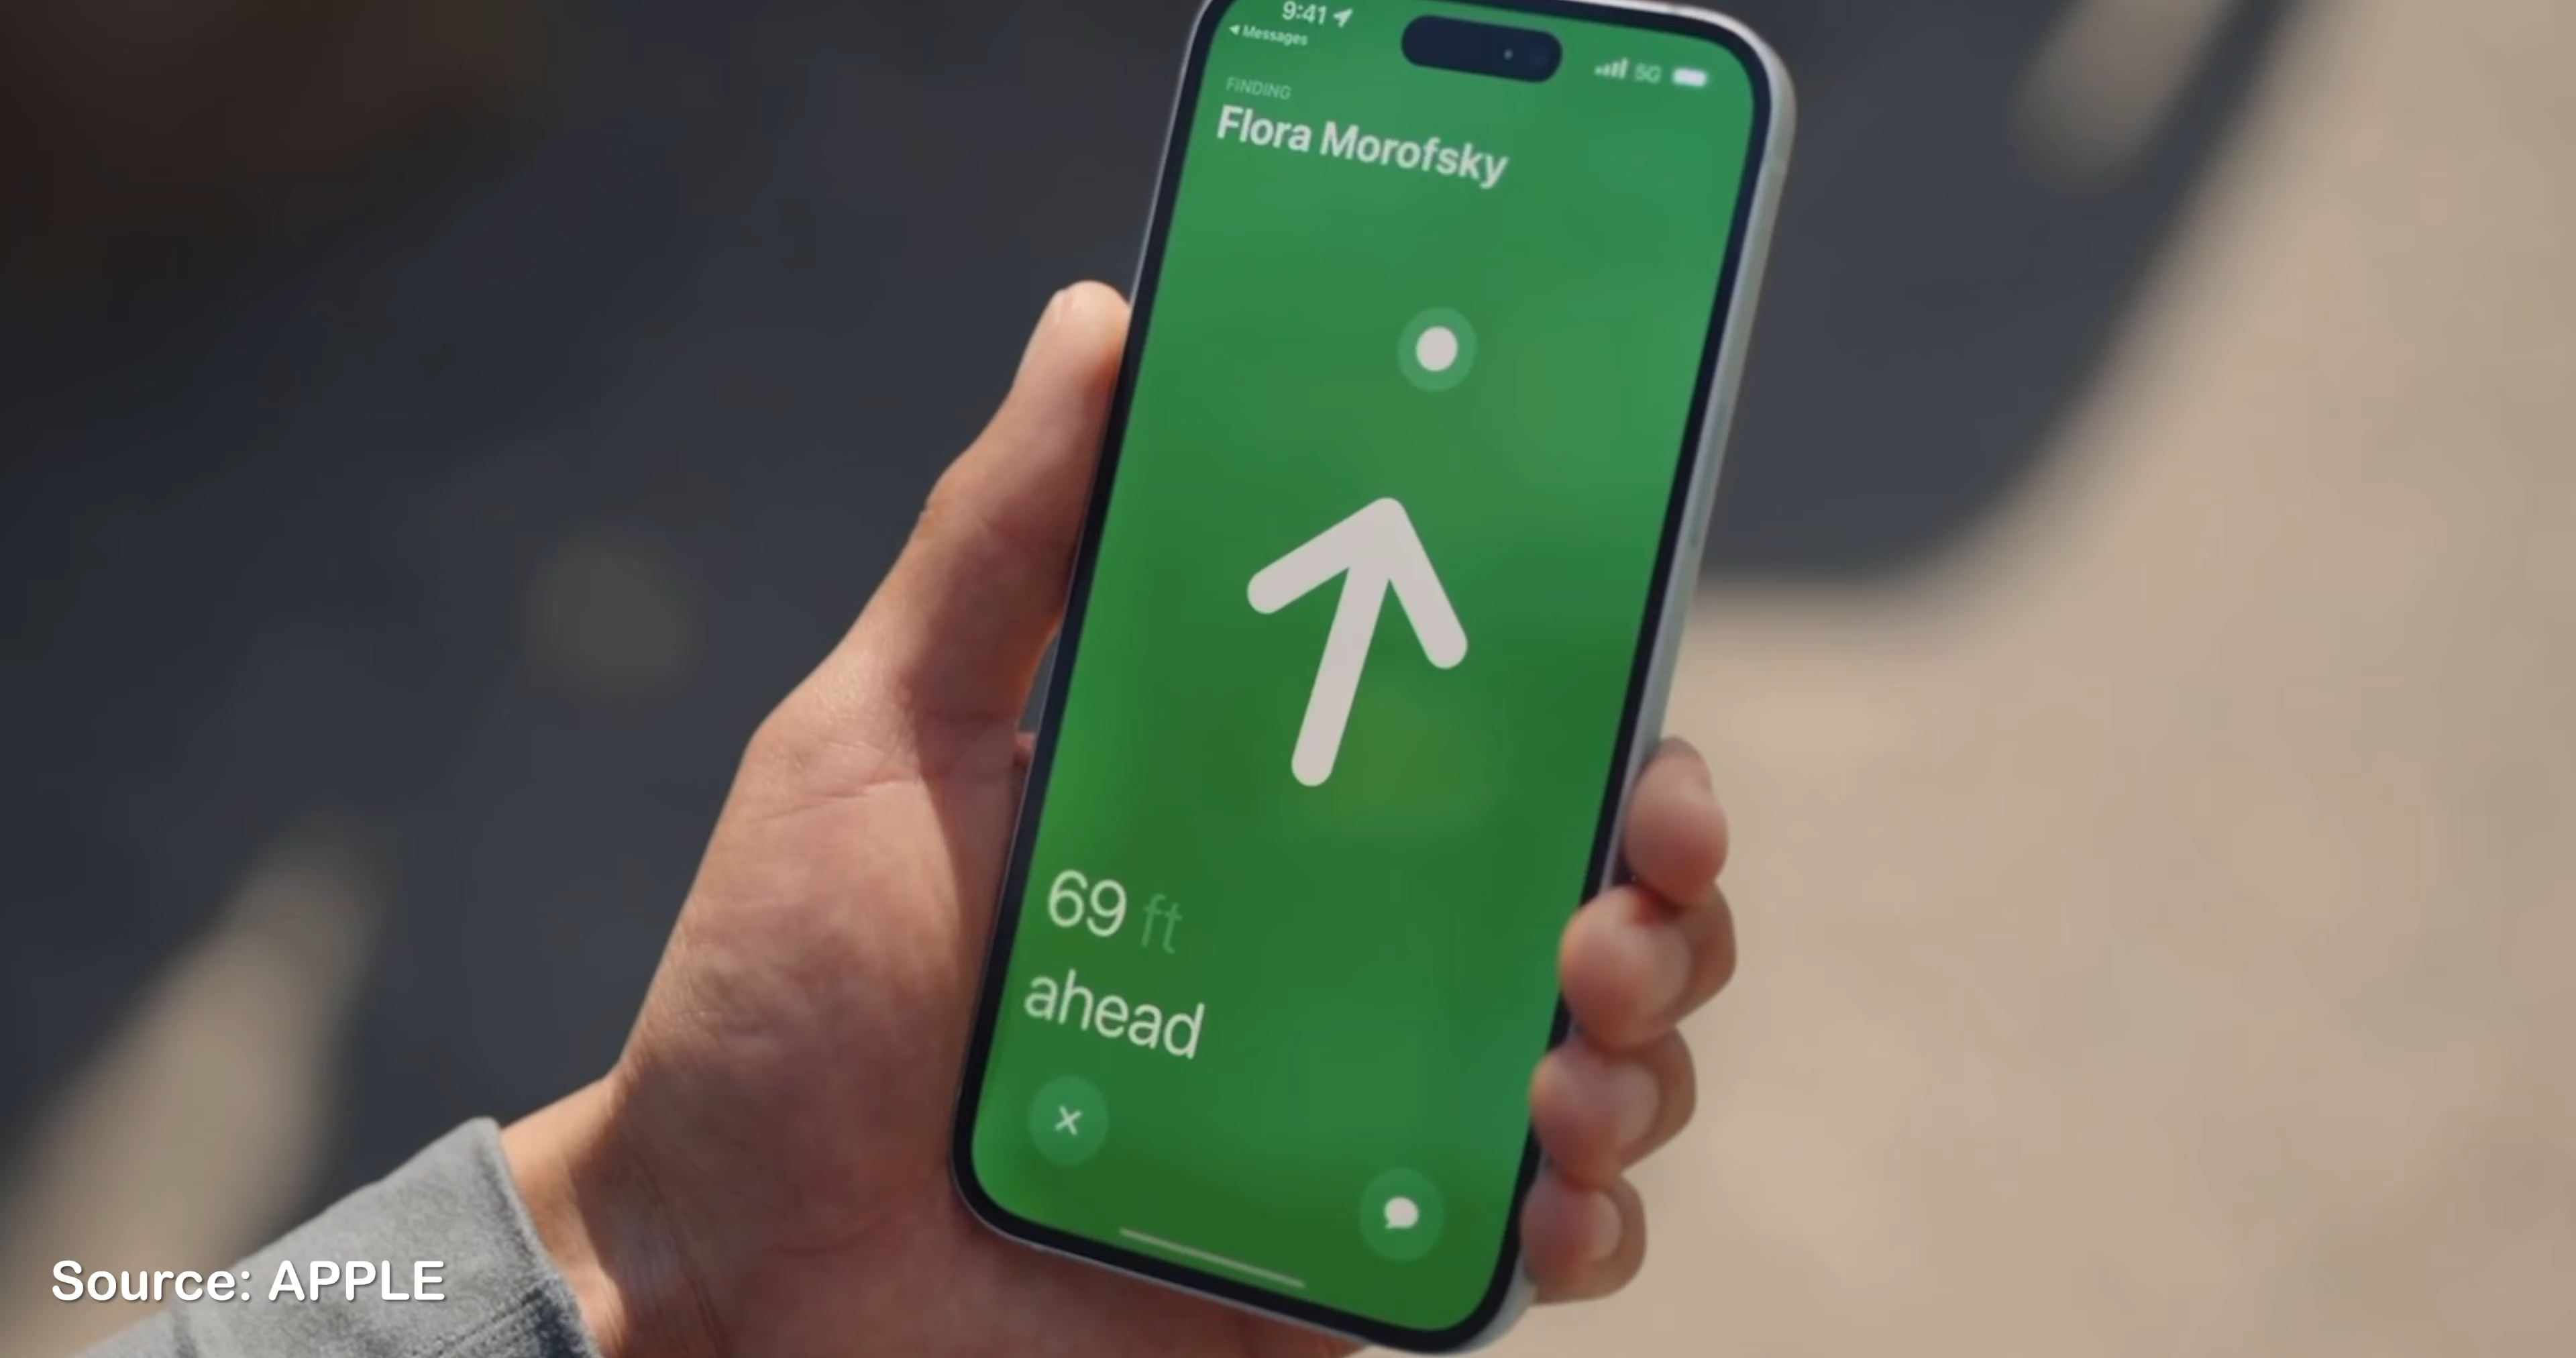 9:41
Messages
5G
FINDING
Flora Morofsky
69 ft
ahead
Source: APPLE